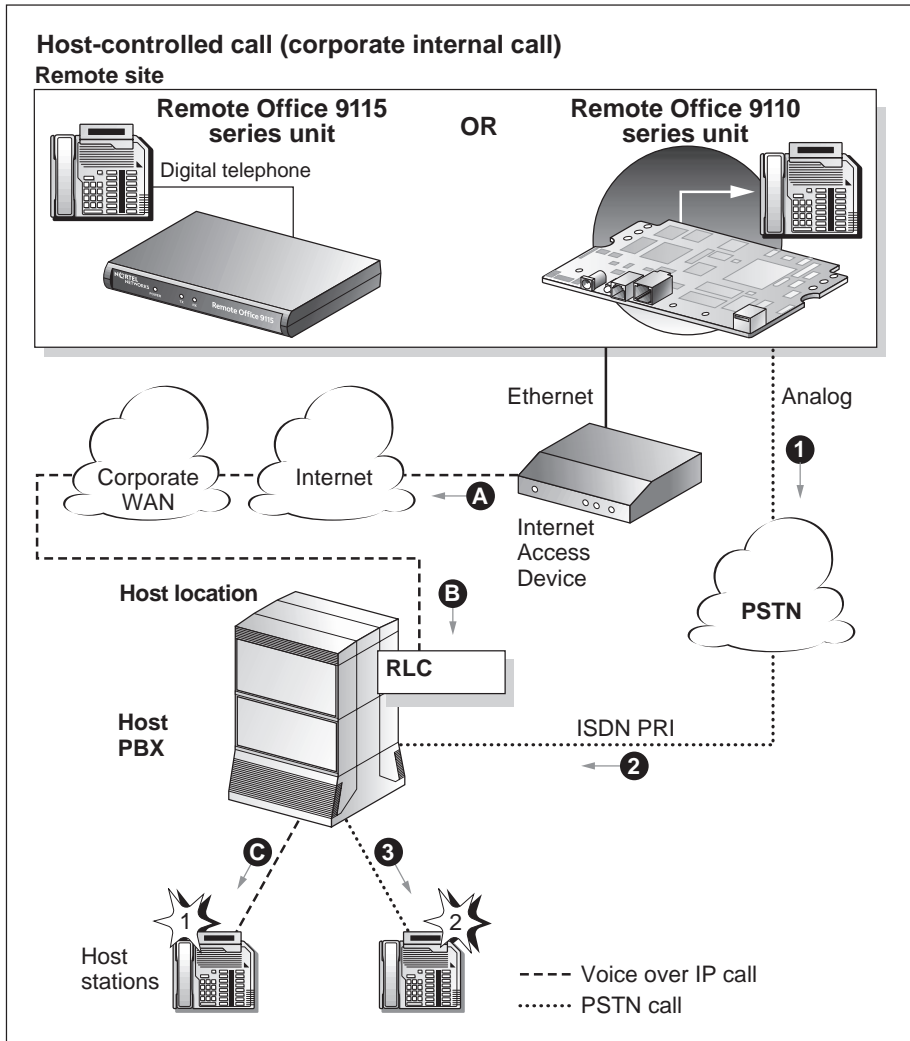 Host-controlled call (corporate internal call)
Remote site
Remote Office 9115
series unit
OR
Remote Office 9110
series unit
Digital telephone
NORTEL
NETWORKS
POWER
Remote Office 9115
Ethernet
Analog
1
Corporate
WAN
Internet
A
Internet
Access
Device
PSTN
Host location
B
RLC
Host
PBX
ISDN PRI
2
C
3
1
2
Host
stations
Voice over IP call
PSTN call